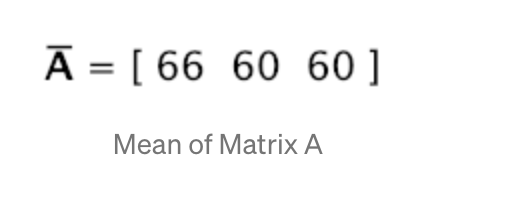 Ā = [ 66 60 60 ]
Mean of Matrix A